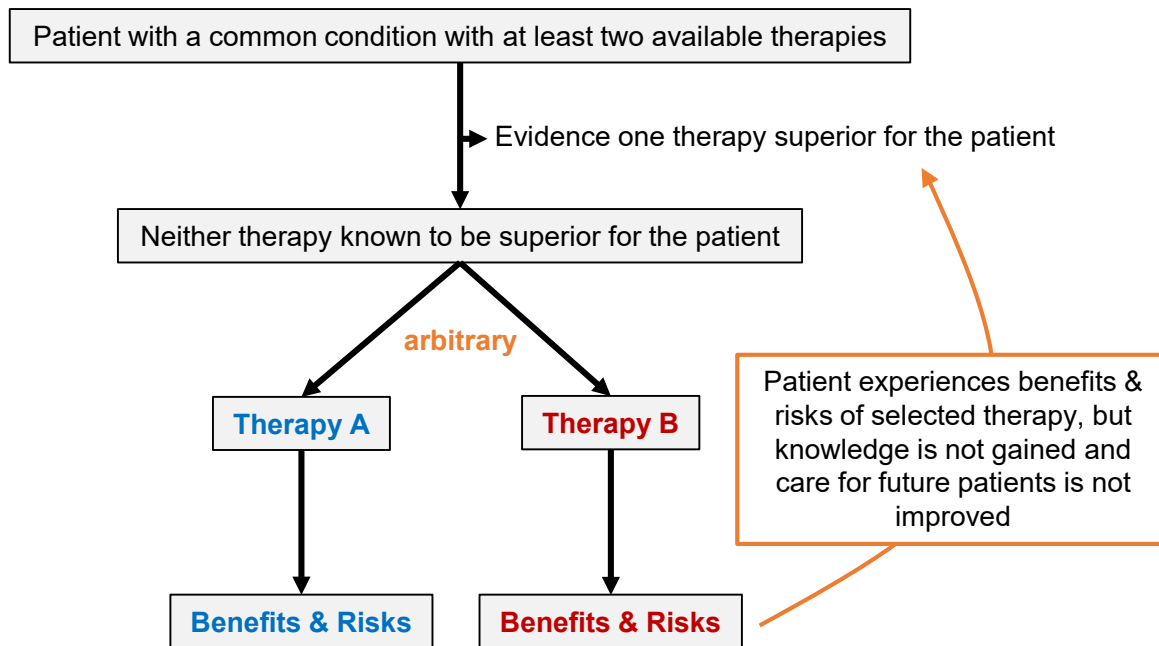 Patient with a common condition with at least two available therapies
Evidence one therapy superior for the patient
Neither therapy known to be superior for the patient
arbitrary
Therapy A
Therapy B
Patient experiences benefits &
risks of selected therapy, but
knowledge is not gained and
care for future patients is not
improved
Benefits & Risks
Benefits & Risks